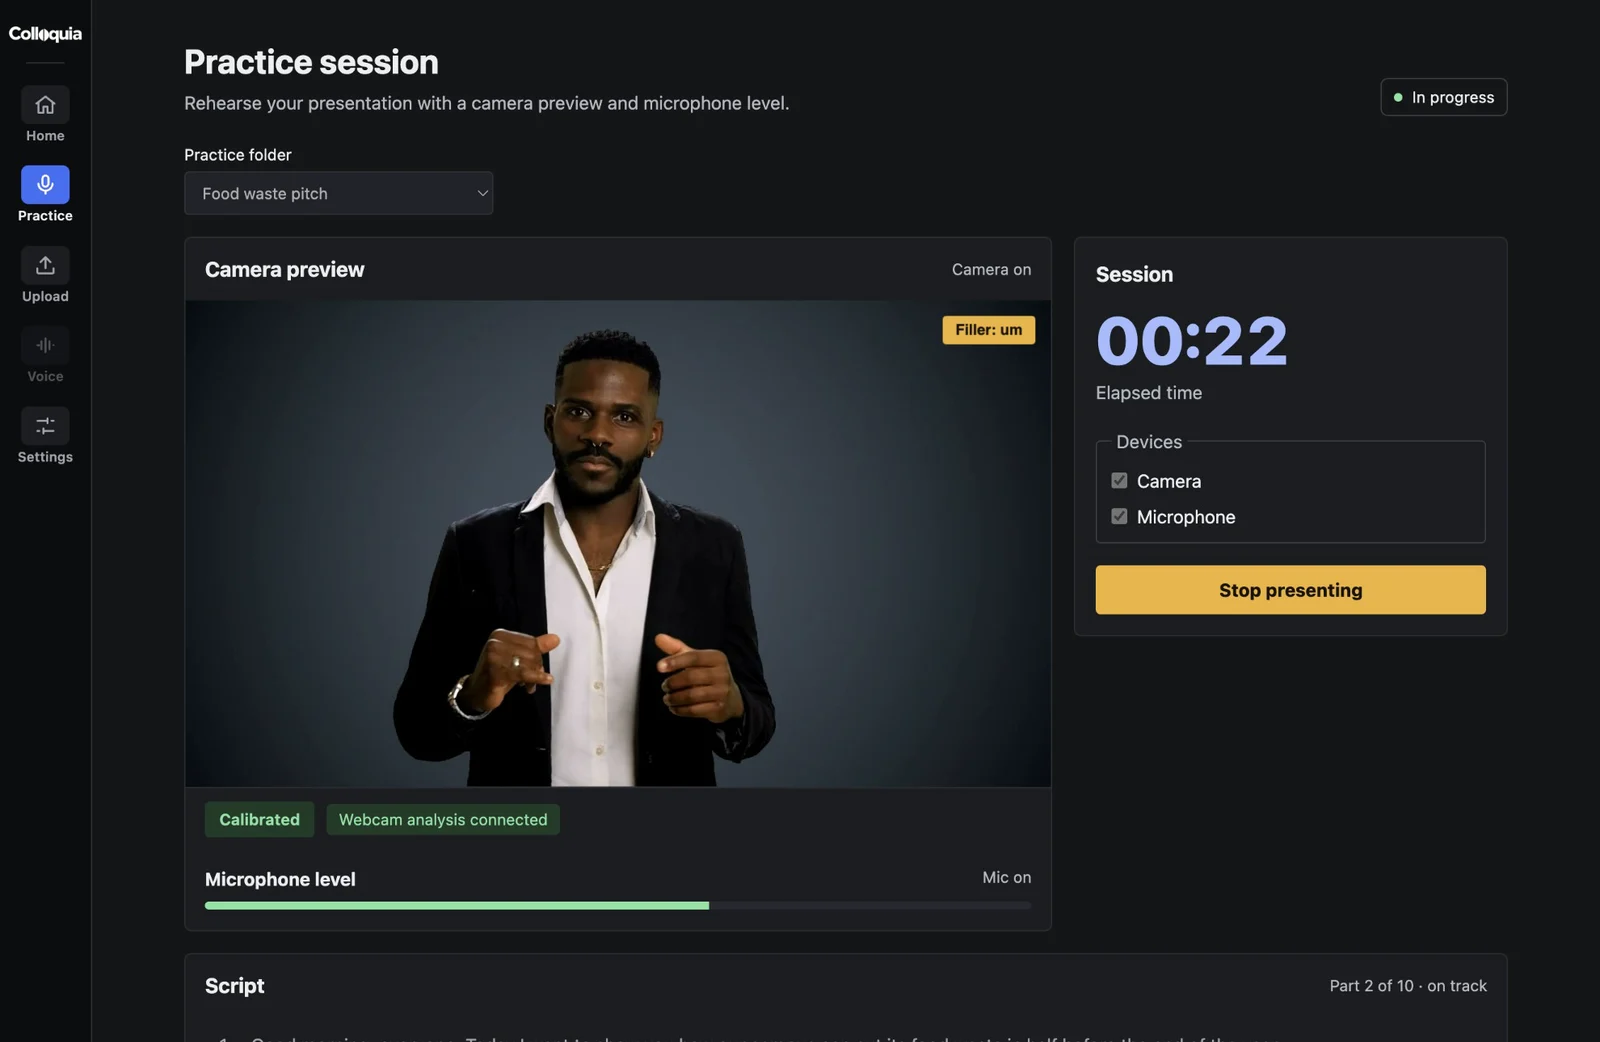 Colloquia
Home
Practice
Upload
Voice
Settings
Practice session
Rehearse your presentation with a camera preview and microphone level.
In progress
Practice folder
Food waste pitch
Camera preview
Camera on
Filler: um
Calibrated
Webcam analysis connected
Microphone level
Mic on
Session
00:22
Elapsed time
Devices
Camera
Microphone
Stop presenting
Script
Part 2 of 10 · on track